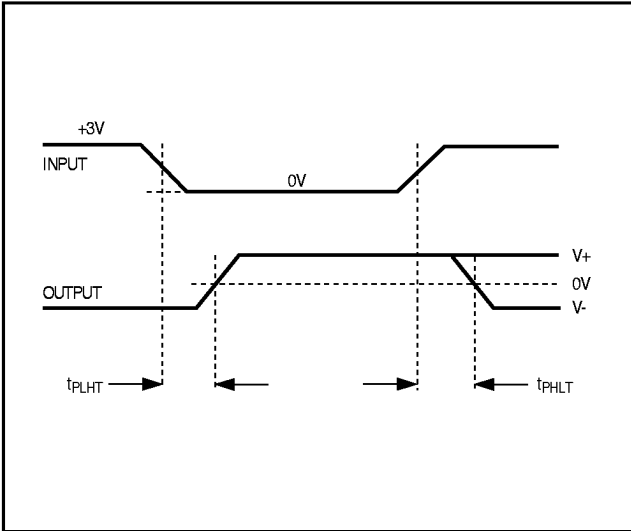 +3V
INPUT
0V
V+
0V
OUTPUT
V-
tPLHT
tPHLT